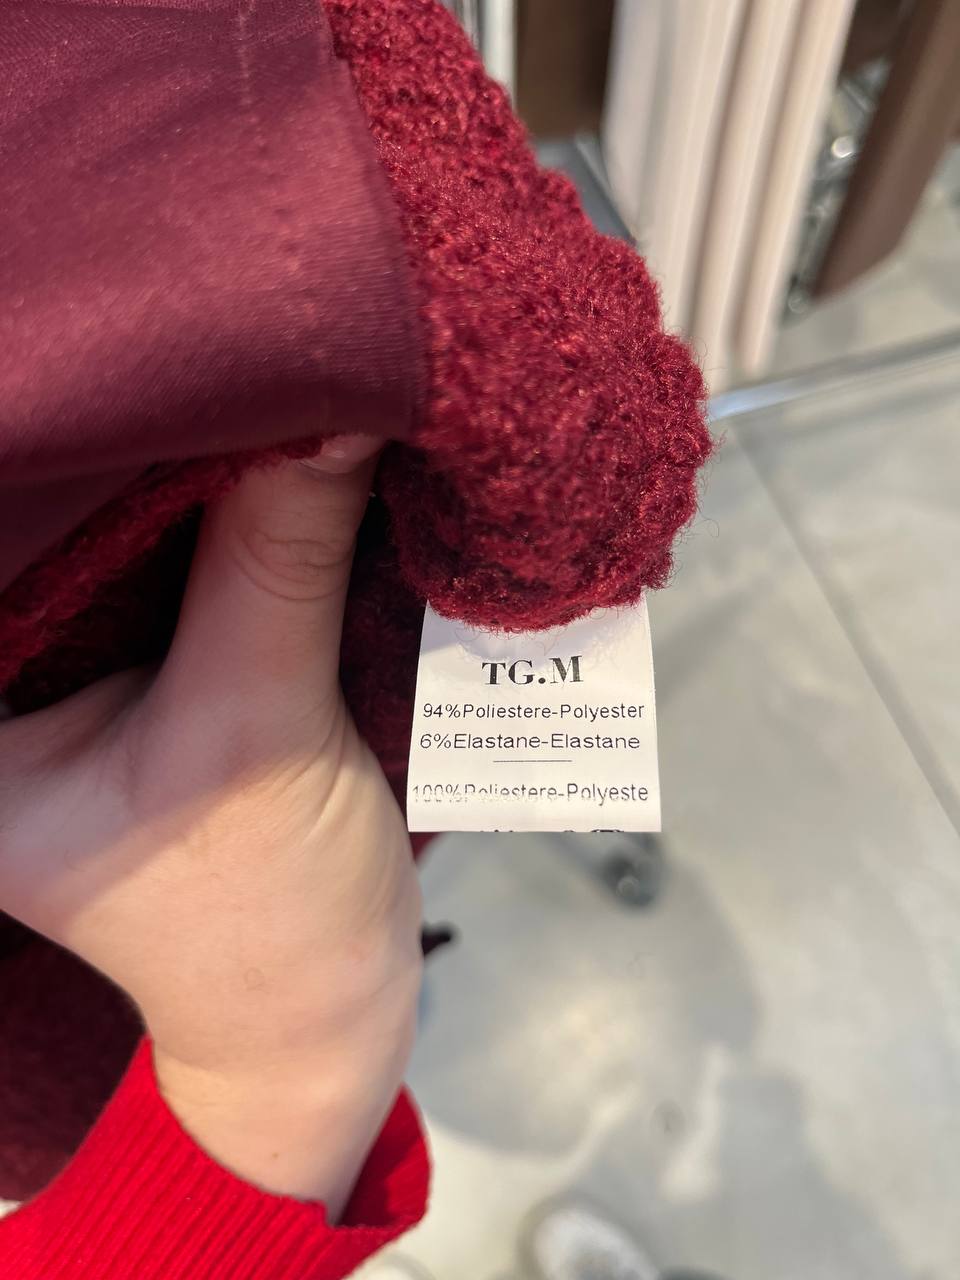 TG.M
94%Poliestere-Polyester
6%Elastane-Elastane
100%Poliestere-Polyeste